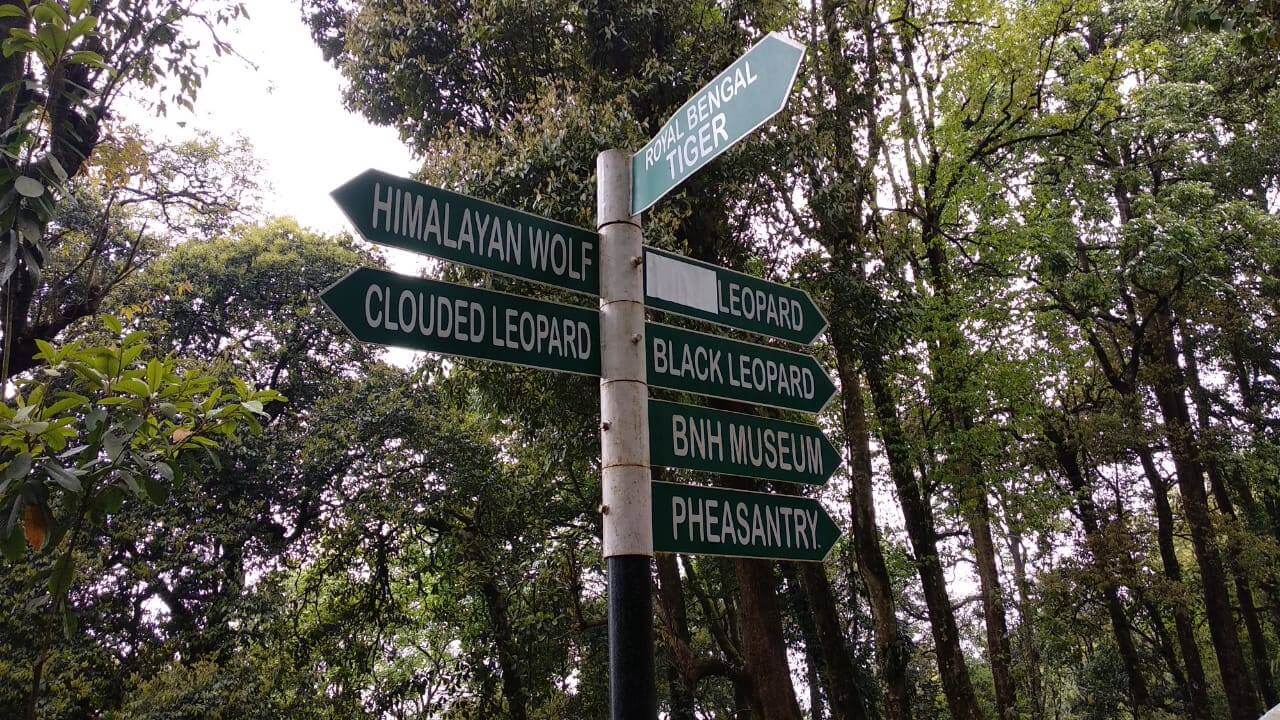 ROYAL BENGAL
TIGER
HIMALAYAN WOLF
CLOUDED LEOPARD
LEOPARD
BLACK LEOPARD
BNH MUSEUM
PHEASANTRY